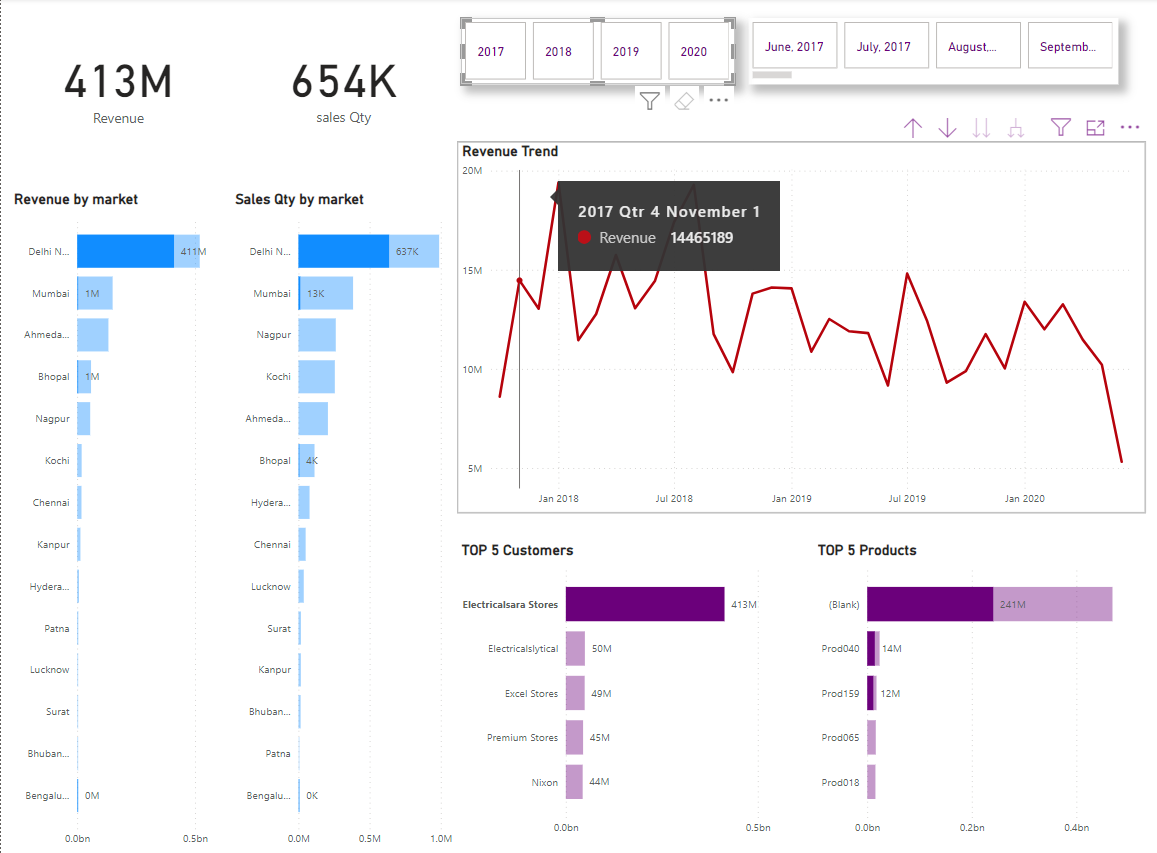 2017
2018
2019
2020
June, 2017
July, 2017
August,...
Septemb...
413M
Revenue
654K
sales Qty
Revenue by market
Delhi N...
411M
Mumbai
1M
Ahmeda...
Bhopal
1M
Nagpur
Kochi
Chennai
Kanpur
Hydera...
Patna
Lucknow
Surat
Bhuban...
Bengalu...
0M
0.0bn
0.5bn
Sales Qty by market
Delhi N...
637K
Mumbai
13K
Nagpur
Kochi
Ahmeda...
Bhopal
4K
Hydera...
Chennai
Lucknow
Surat
Kanpur
Bhuban...
Patna
Bengalu...
0K
0.0M
0.5M
1.0M
Revenue Trend
20M
15M
10M
5M
2017 Qtr 4 November 1
Revenue 14465189
Jan 2018
Jul 2018
Jan 2019
Jul 2019
Jan 2020
TOP 5 Customers
Electricalsara Stores
413M
Electricalslytical
50M
Excel Stores
49M
Premium Stores
45M
Nixon
44M
0.0bn
0.5bn
TOP 5 Products
(Blank)
241M
Prod040
14M
Prod159
12M
Prod065
Prod018
0.0bn
0.2bn
0.4bn